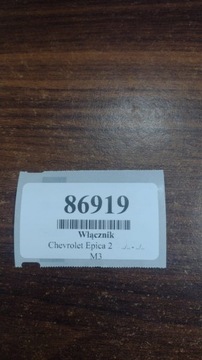 86919
Włącznik
Chevrolet Epica 2
M3